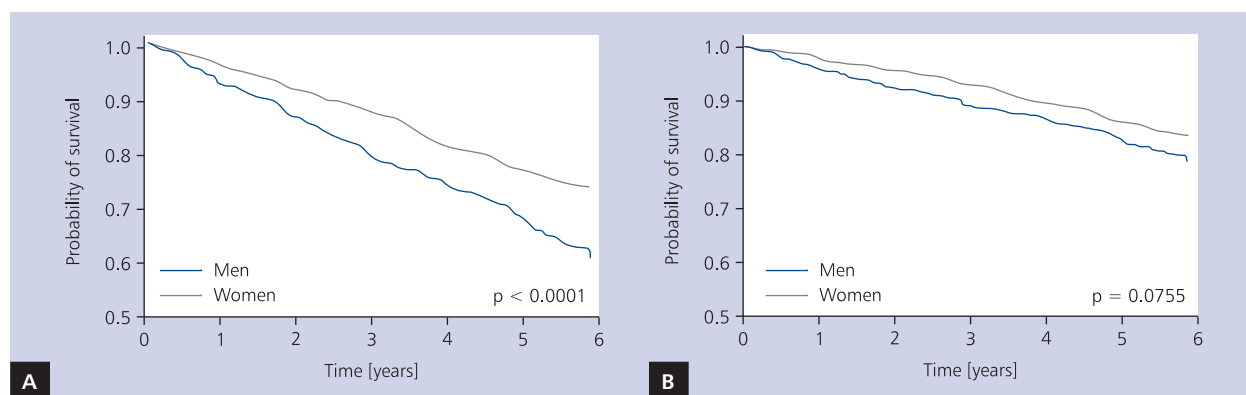 1.0
0.9
0.8
0.7
0.6
0.5
Probability of survival
Men
Women
p < 0.0001
0 1 2 3 4 5 6
Time [years]
A
1.0
0.9
0.8
0.7
0.6
0.5
Probability of survival
Men
Women
p = 0.0755
0 1 2 3 4 5 6
Time [years]
B